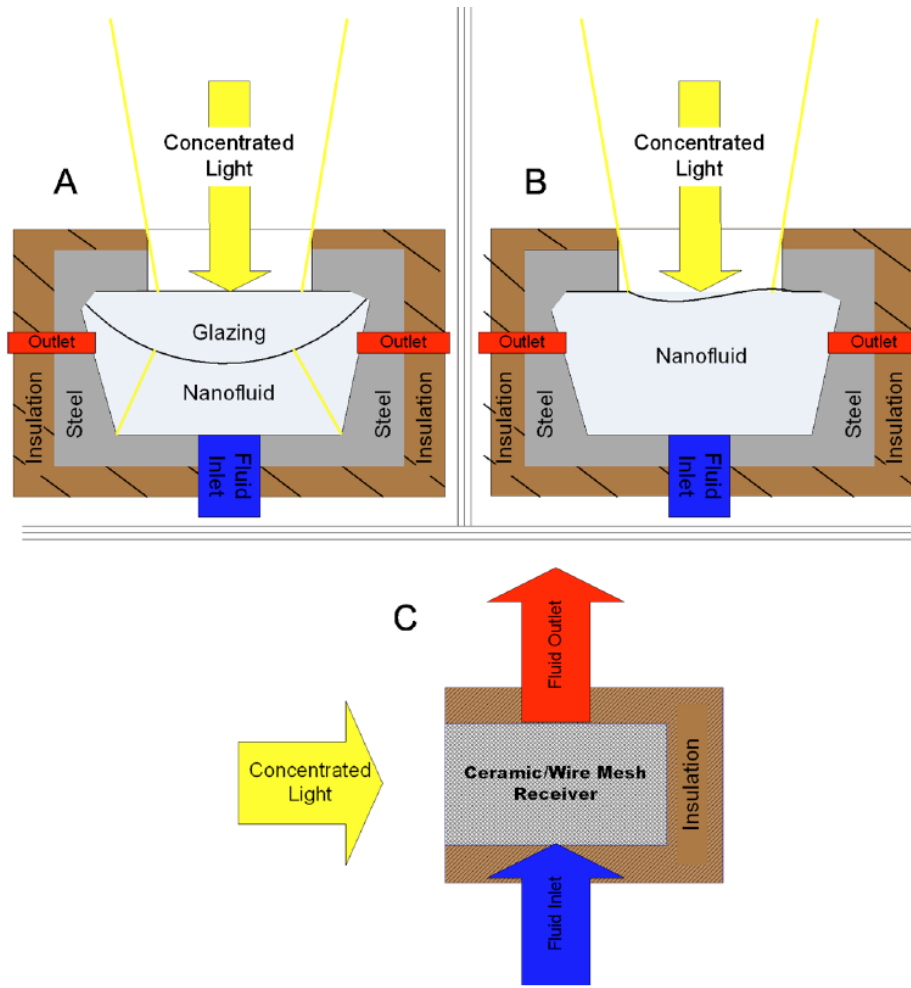 A
Concentrated
Light
Glazing
Nanofluid
Outlet
Outlet
Insulation
Steel
Steel
Insulation
Fluid
Inlet
B
Concentrated
Light
Nanofluid
Outlet
Outlet
Insulation
Steel
Steel
Insulation
Fluid
Inlet
C
Fluid Outlet
Concentrated
Light
Ceramic/Wire Mesh
Receiver
Insulation
Fluid Inlet